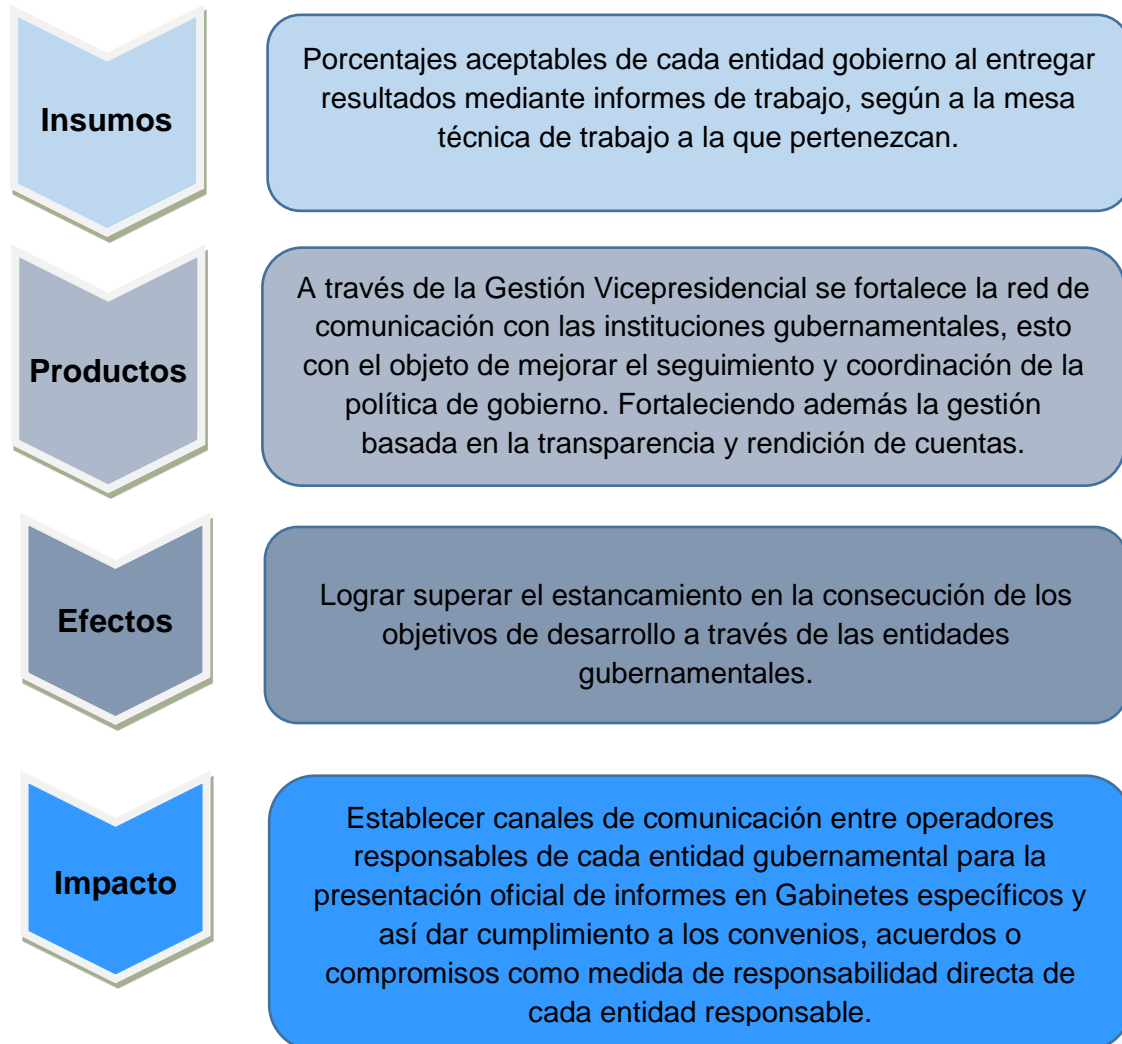 Insumos
Porcentajes aceptables de cada entidad gobierno al entregar
resultados mediante informes de trabajo, según a la mesa
técnica de trabajo a la que pertenezcan.
Productos
A través de la Gestión Vicepresidencial se fortalece la red de
comunicación con las instituciones gubernamentales, esto
con el objeto de mejorar el seguimiento y coordinación de la
política de gobierno. Fortaleciendo además la gestión
basada en la transparencia y rendición de cuentas.
Efectos
Lograr superar el estancamiento en la consecución de los
objetivos de desarrollo a través de las entidades
gubernamentales.
Impacto
Establecer canales de comunicación entre operadores
responsables de cada entidad gubernamental para la
presentación oficial de informes en Gabinetes específicos y
así dar cumplimiento a los convenios, acuerdos o
compromisos como medida de responsabilidad directa de
cada entidad responsable.